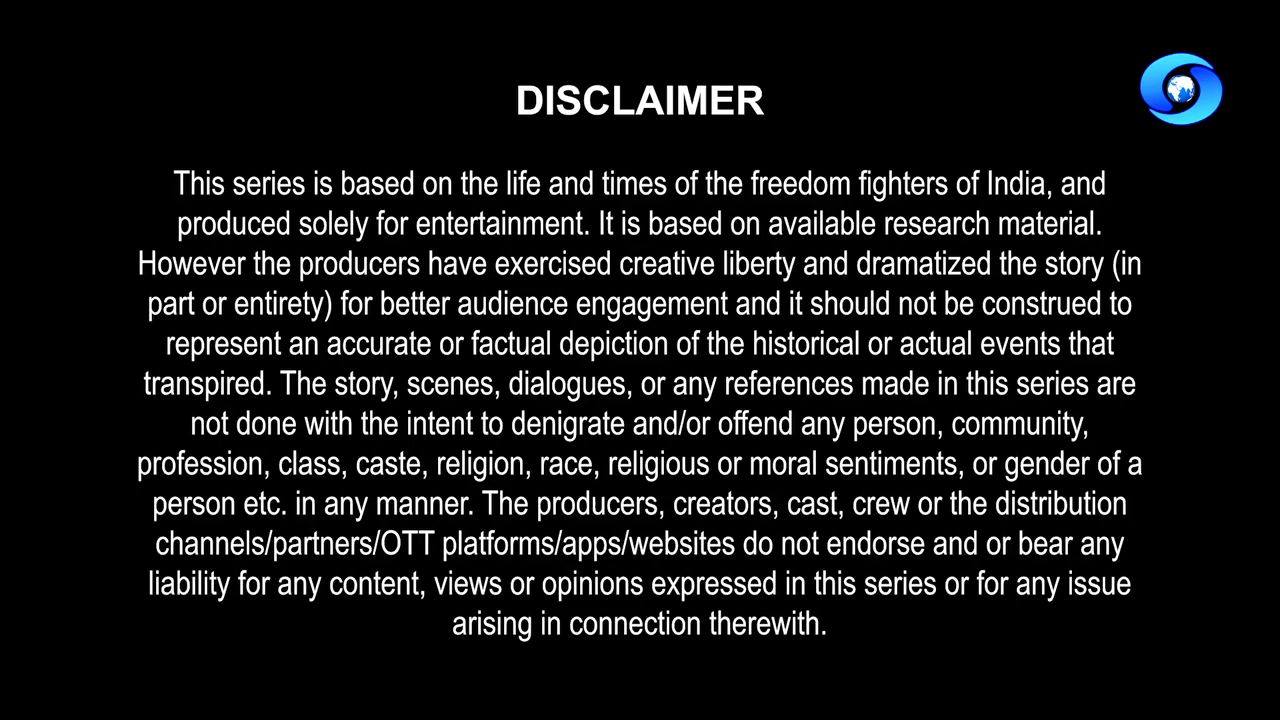 DISCLAIMER
This series is based on the life and times of the freedom fighters of India, and
produced solely for entertainment. It is based on available research material.
However the producers have exercised creative liberty and dramatized the story (in
part or entirety) for better audience engagement and it should not be construed to
represent an accurate or factual depiction of the historical or actual events that
transpired. The story, scenes, dialogues, or any references made in this series are
not done with the intent to denigrate and/or offend any person, community,
profession, class, caste, religion, race, religious or moral sentiments, or gender of a
person etc. in any manner. The producers, creators, cast, crew or the distribution
channels/partners/OTT platforms/apps/websites do not endorse and or bear any
liability for any content, views or opinions expressed in this series or for any issue
arising in connection therewith.